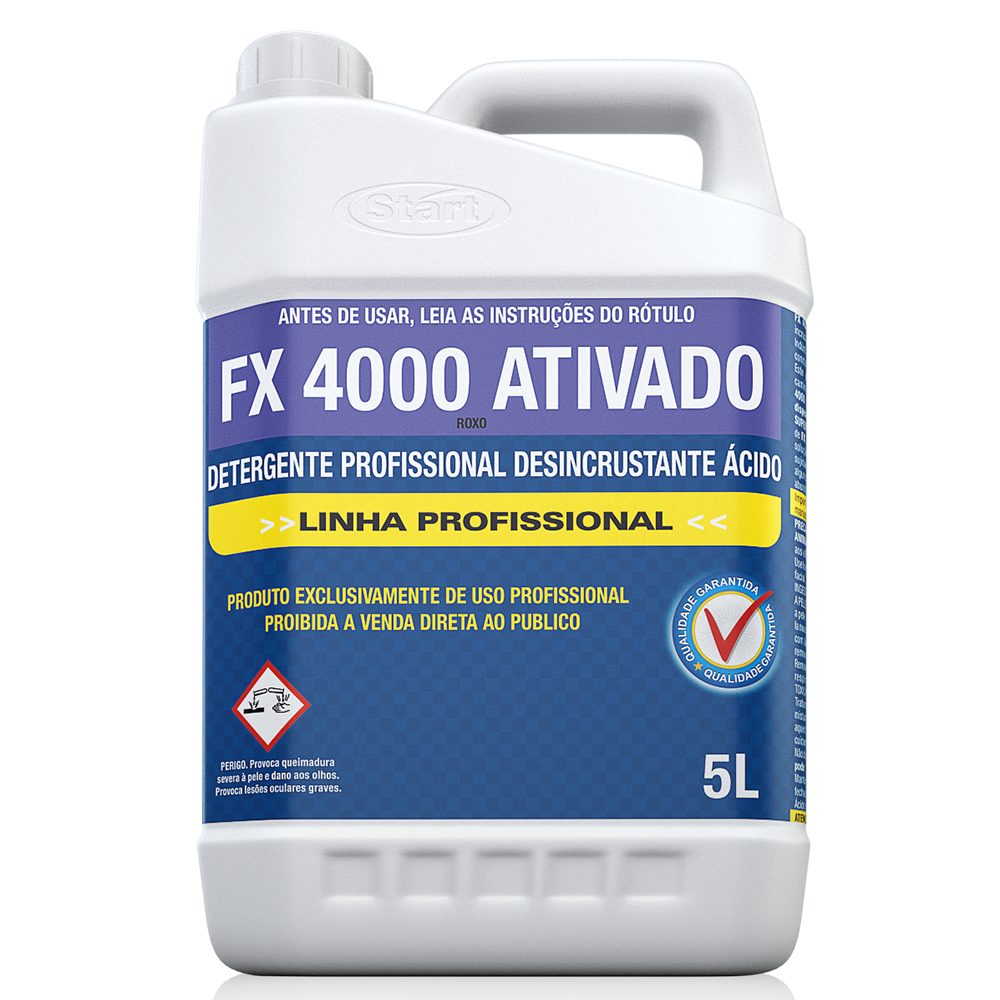 Start
ANTES DE USAR, LEIA AS INSTRUÇÕES DO RÓTULO
FX 4000 ATIVADO
ROXO
DETERGENTE PROFISSIONAL DESINCRUSTANTE ÁCIDO
>>LINHA PROFISSIONAL <<
PRODUTO EXCLUSIVAMENTE DE USO PROFISSIONAL
PROIBIDA A VENDA DIRETA AO PUBLICO
QUALIDADE GARANTIDA
QUALIDADE GARANTIDA
PERIGO. Provoca queimadura
severa à pele e dano aos olhos.
Provoca lesões oculares graves.
5L